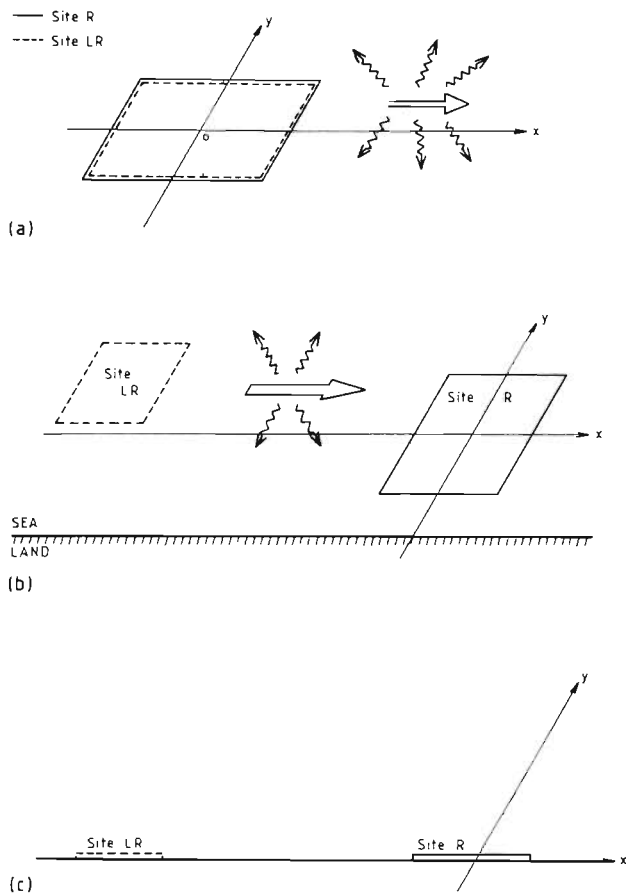 Site R
Site LR
y
x
o
(a)
y
Site
LR
Site R
x
SEA
LAND
(b)
y
Site LR
Site R
x
(c)